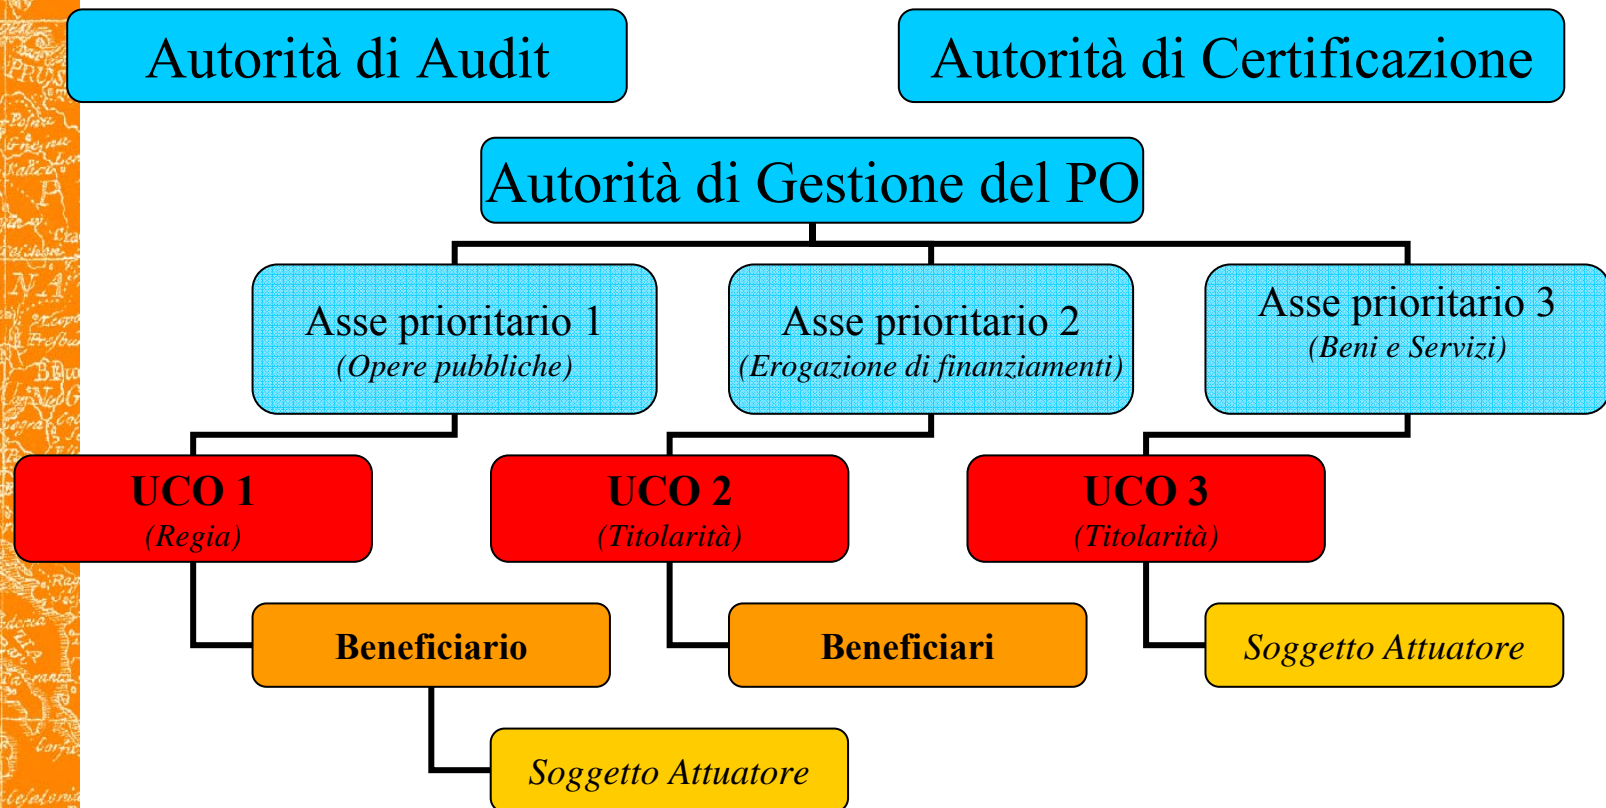 Autorità di Audit
Autorità di Certificazione
Autorità di Gestione del PO
Asse prioritario 1
(Opere pubbliche)
Asse prioritario 2
(Erogazione di finanziamenti)
Asse prioritario 3
(Beni e Servizi)
UCO 1
(Regia)
UCO 2
(Titolarità)
UCO 3
(Titolarità)
Beneficiario
Beneficiari
Soggetto Attuatore
Soggetto Attuatore